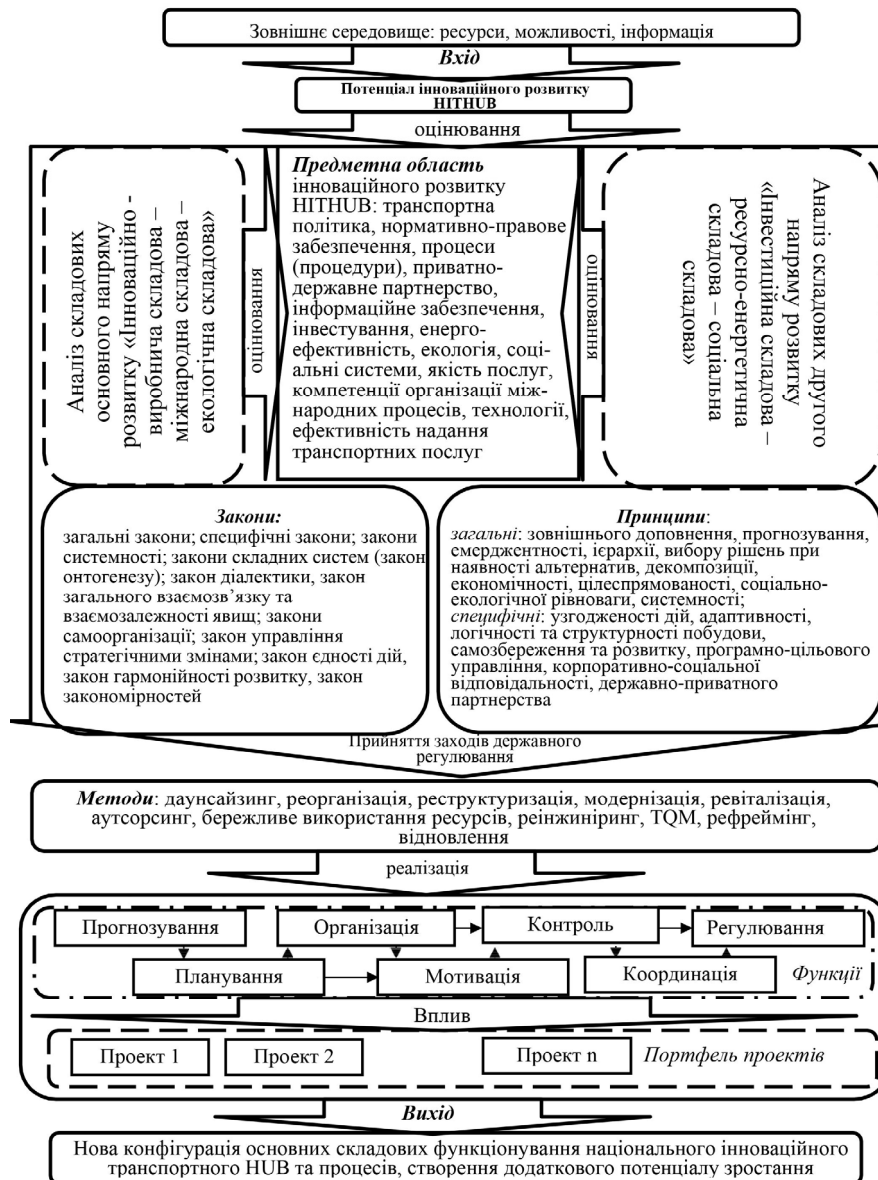 Зовнішнє середовище: ресурси, можливості, інформація
Вхід
Потенціал інноваційного розвитку
НІТHUB
оцінювання
Аналіз складових
основного напряму
розвитку «Інноваційно -
виробнича складова –
міжнародна складова –
екологічна складова»
оцінювання
Предметна область
інноваційного розвитку
НІТHUB: транспортна
політика, нормативно-правове
забезпечення, процеси
(процедури), приватно-
державне партнерство,
інформаційне забезпечення,
інвестування, енерго-
ефективність, екологія, соці-
альні системи, якість послуг,
компетенції організації між-
народних процесів, технології,
ефективність надання
транспортних послуг
оцінювання
Аналіз складових другого
напряму розвитку
«Інвестиційна складова –
ресурсно-енергетична
складова – соціальна
складова»
Закони:
загальні закони; специфічні закони; закони
системності; закони складних систем (закон
онтогенезу); закон діалектики, закон
загального взаємозв’язку та
взаємозалежності явищ; закони
самоорганізації; закон управління
стратегічними змінами; закон єдності дій,
закон гармонійності розвитку, закон
закономірностей
Принципи:
загальні: зовнішнього доповнення, прогнозування,
емерджентності, ієрархії, вибору рішень при
наявності альтернатив, декомпозиції,
економічності, цілеспрямованості, соціально-
екологічної рівноваги, системності;
специфічні: узгодженості дій, адаптивності,
логічності та структурності побудови,
самозбереження та розвитку, програмно-цільового
управління, корпоративно-соціальної
відповідальності, державно-приватного
партнерства
Прийняття заходів державного
регулювання
Методи: даунсайзинг, реорганізація, реструктуризація, модернізація, ревіталізація,
аутсорсинг, бережливе використання ресурсів, реінжиніринг, TQM, рефреймінг,
відновлення
реалізація
Прогнозування
Організація
Контроль
Регулювання
Планування
Мотивація
Координація
Функції
Вплив
Проект 1
Проект 2
Проект n
Портфель проектів
Вихід
Нова конфігурація основних складових функціонування національного інноваційного
транспортного HUB та процесів, створення додаткового потенціалу зростання